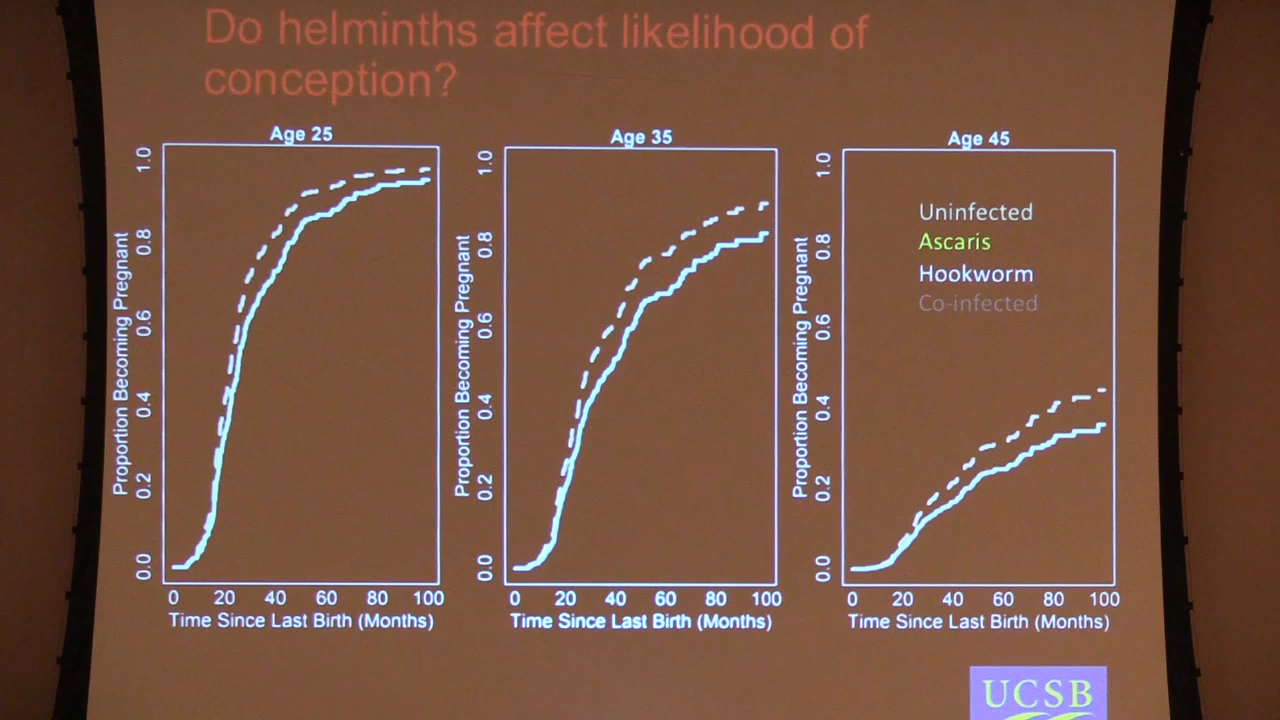 Do helminths affect likelihood of
conception?
Age 25
Proportion Becoming Pregnant
1.0
0.8
0.6
0.4
0.2
0.0
0 20 40 60 80 100
Time Since Last Birth (Months)
Age 35
Proportion Becoming Pregnant
1.0
0.8
0.6
0.4
0.2
0.0
0 20 40 60 80 100
Time Since Last Birth (Months)
Age 45
Proportion Becoming Pregnant
1.0
0.8
0.6
0.4
0.2
0.0
Uninfected
Ascaris
Hookworm
Co-infected
0 20 40 60 80 100
Time Since Last Birth (Months)
UCSB